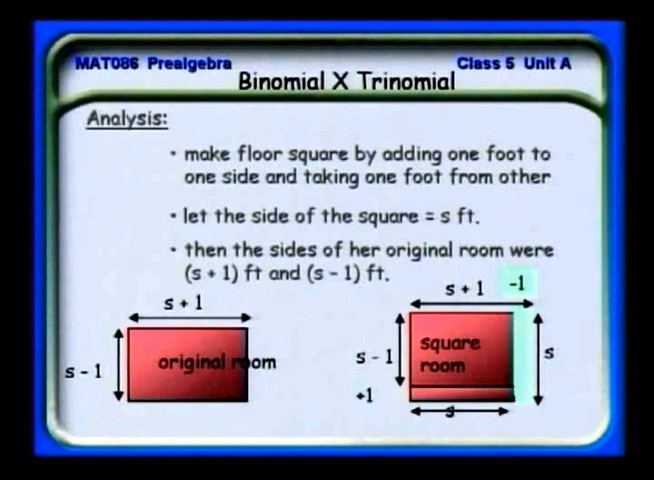 MAT086 Prealgebra
Class 5 Unit A
Binomial X Trinomial
Analysis:
• make floor square by adding one foot to
one side and taking one foot from other
• let the side of the square = s ft.
• then the sides of her original room were
(s + 1) ft and (s - 1) ft.
s + 1
s - 1
original room
s + 1
-1
s - 1
square
room
s
+1
s